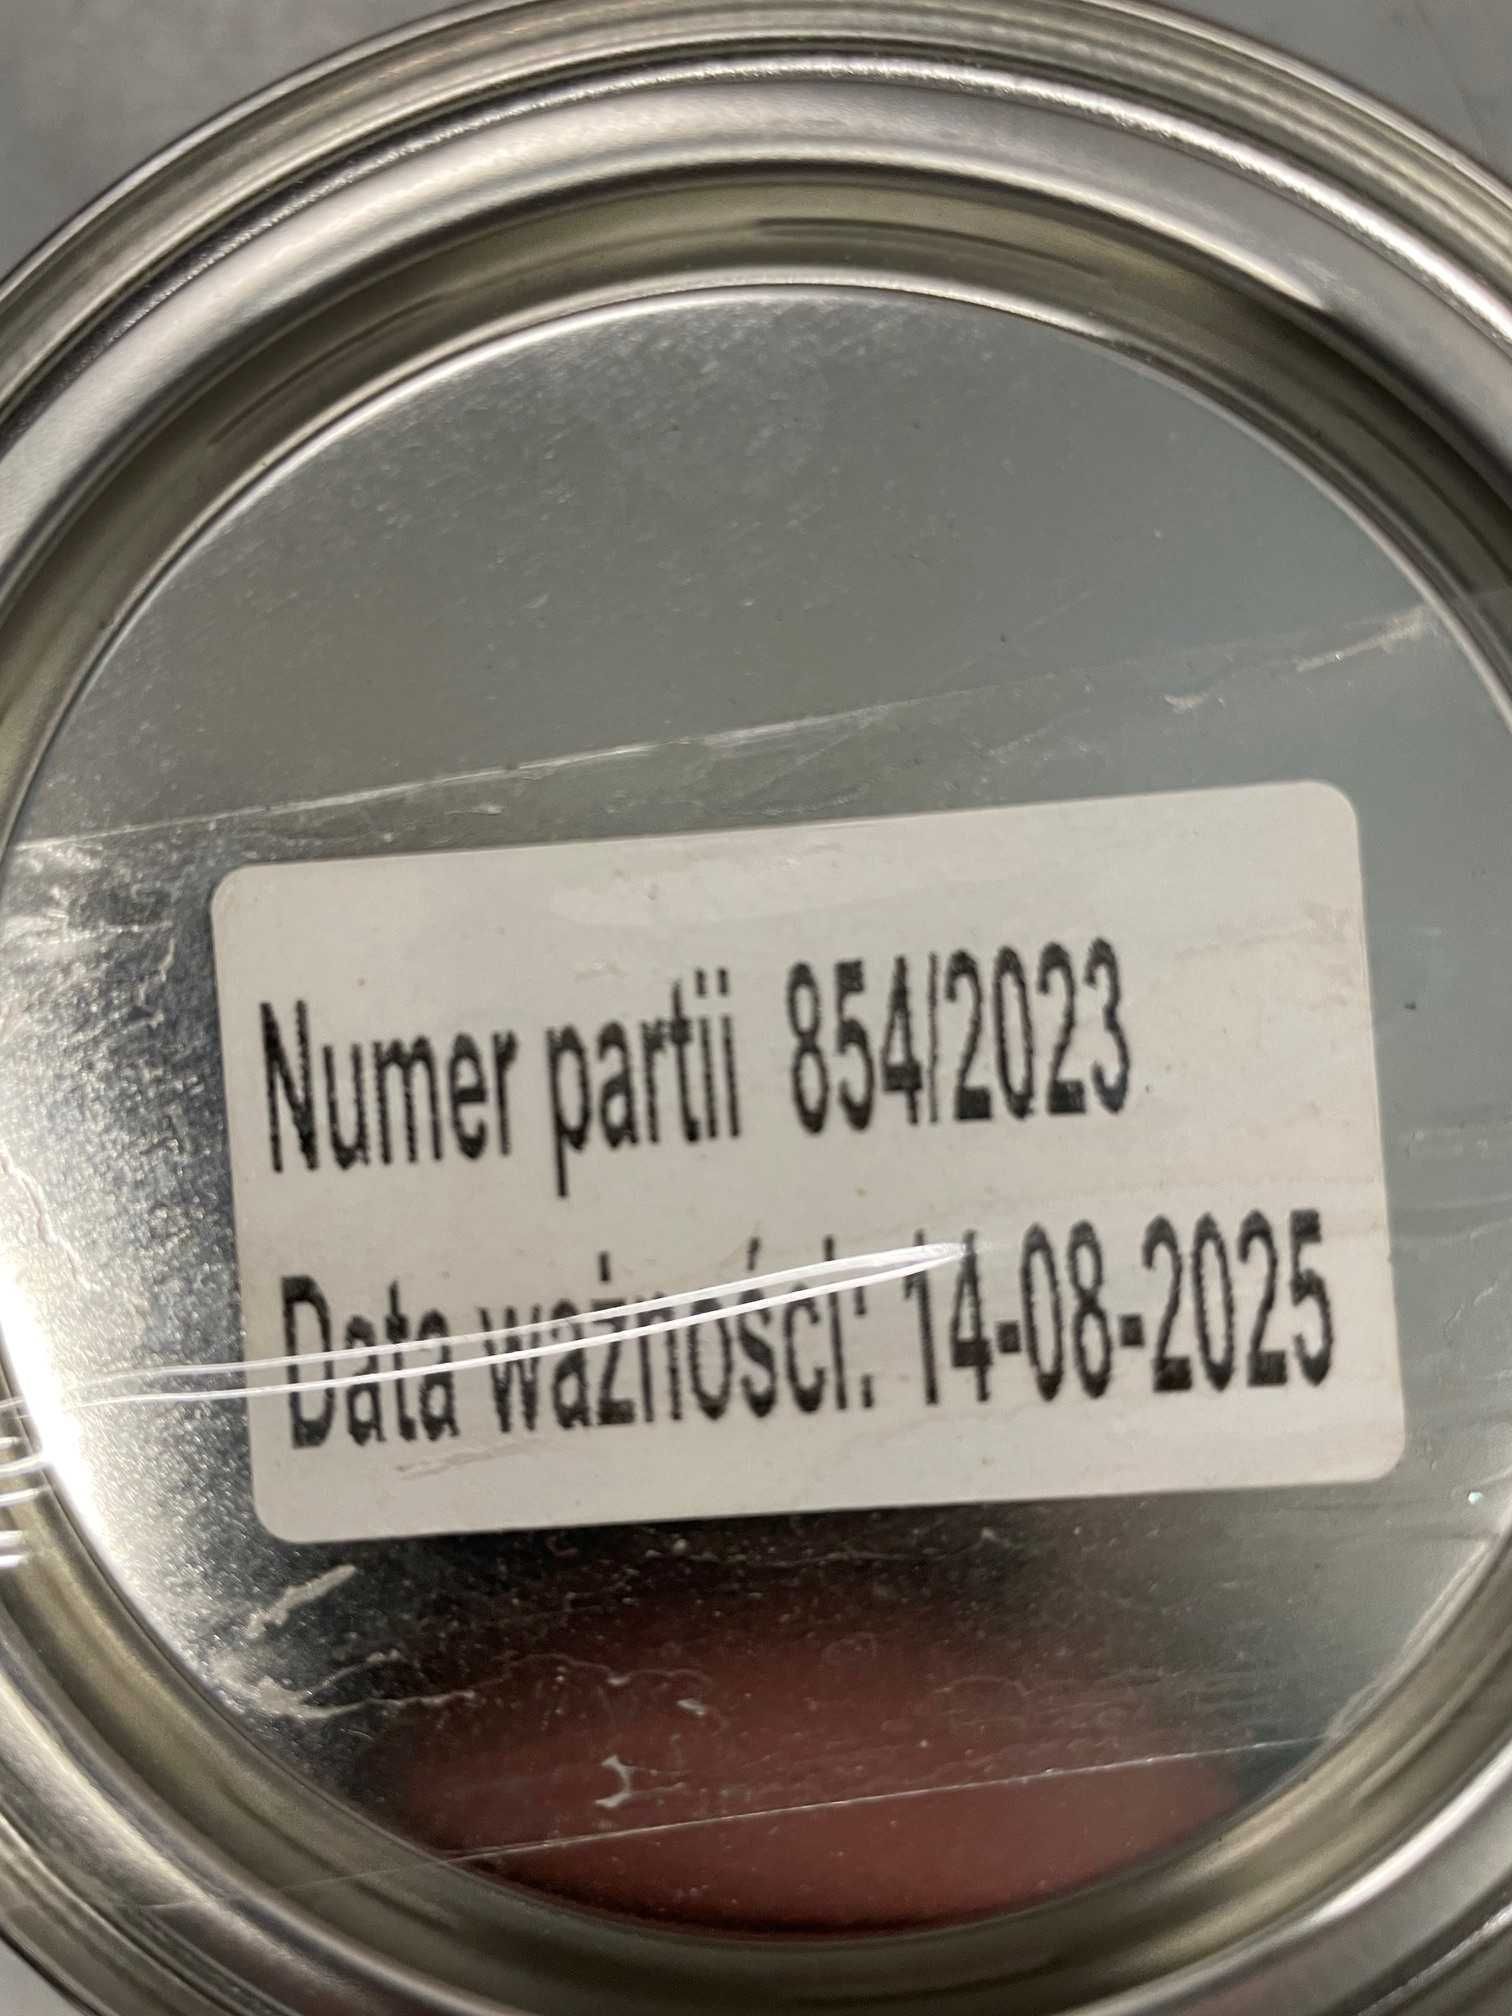 Numer partii 854/2023
Data ważności: 14-08-2025